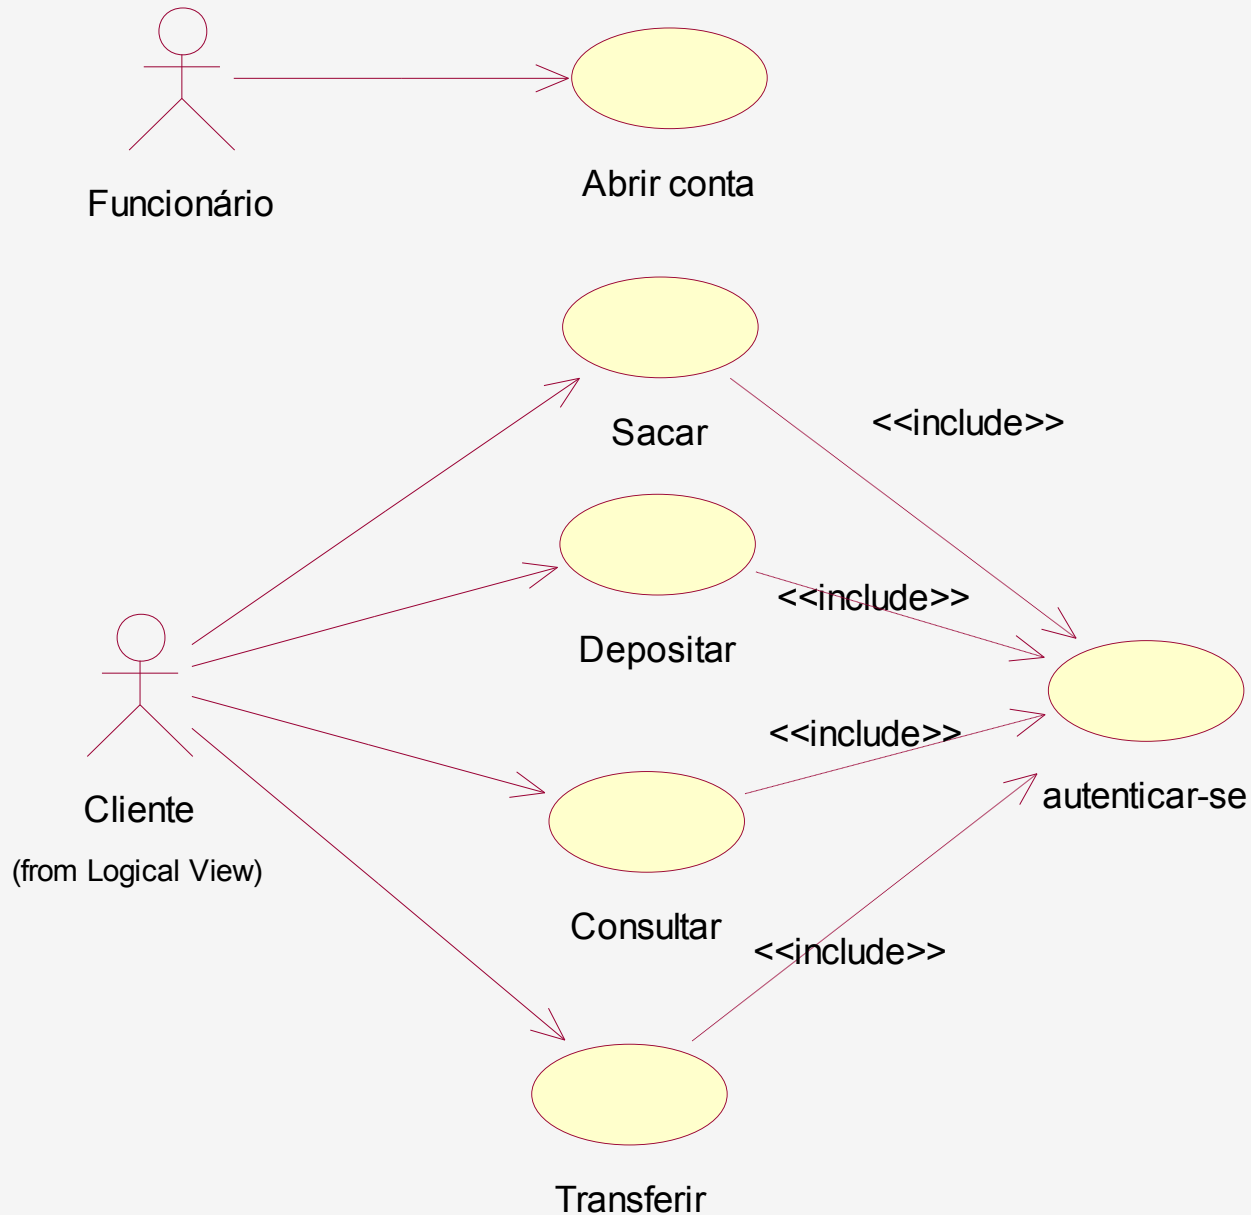 Abrir conta
Funcionário
<<include>>
Sacar
<<include>>
Depositar
<<include>>
autenticar-se
Cliente
(from Logical View)
Consultar
<<include>>
Transferir